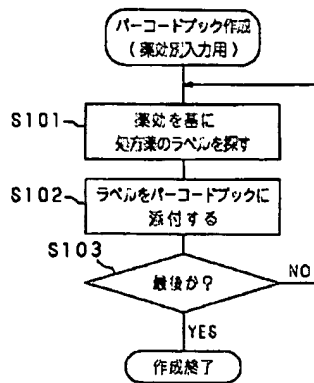 バーコードブック作成
(薬効別入力用)
S101
薬効を基に
処方薬のラベルを探す
S102
ラベルをバーコードブックに
添付する
S103
最後か?
NO
YES
作成終了